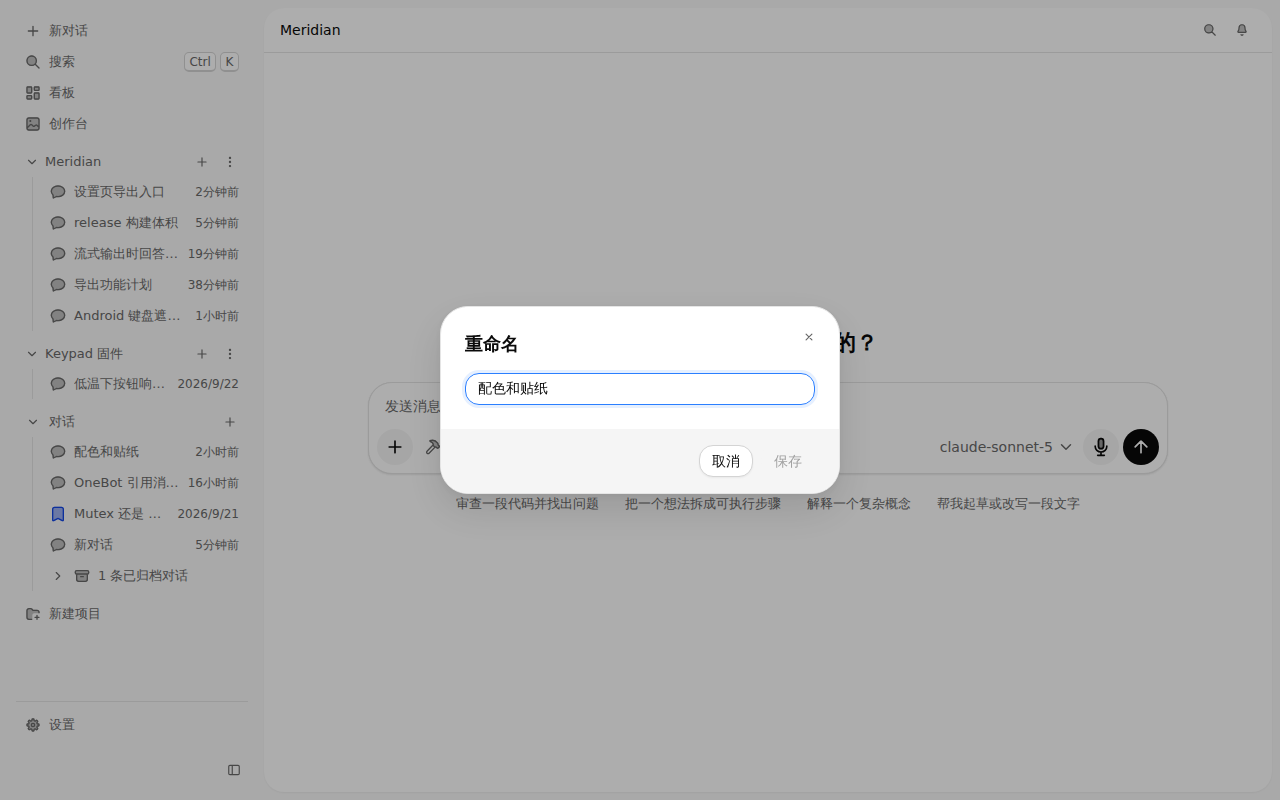 新对话
搜索 Ctrl K
看板
创作台
Meridian
设置页导出入口 2分钟前
release 构建体积 5分钟前
流式输出时回答… 19分钟前
导出功能计划 38分钟前
Android 键盘遮… 1小时前
Keypad 固件
低温下按钮响… 2026/9/22
对话
配色和贴纸 2小时前
OneBot 引用消… 16小时前
Mutex 还是 … 2026/9/21
新对话 5分钟前
1 条已归档对话
新建项目
设置
Meridian
的？
发送消息
claude-sonnet-5
审查一段代码并找出问题 把一个想法拆成可执行步骤 解释一个复杂概念 帮我起草或改写一段文字
重命名
配色和贴纸
取消 保存